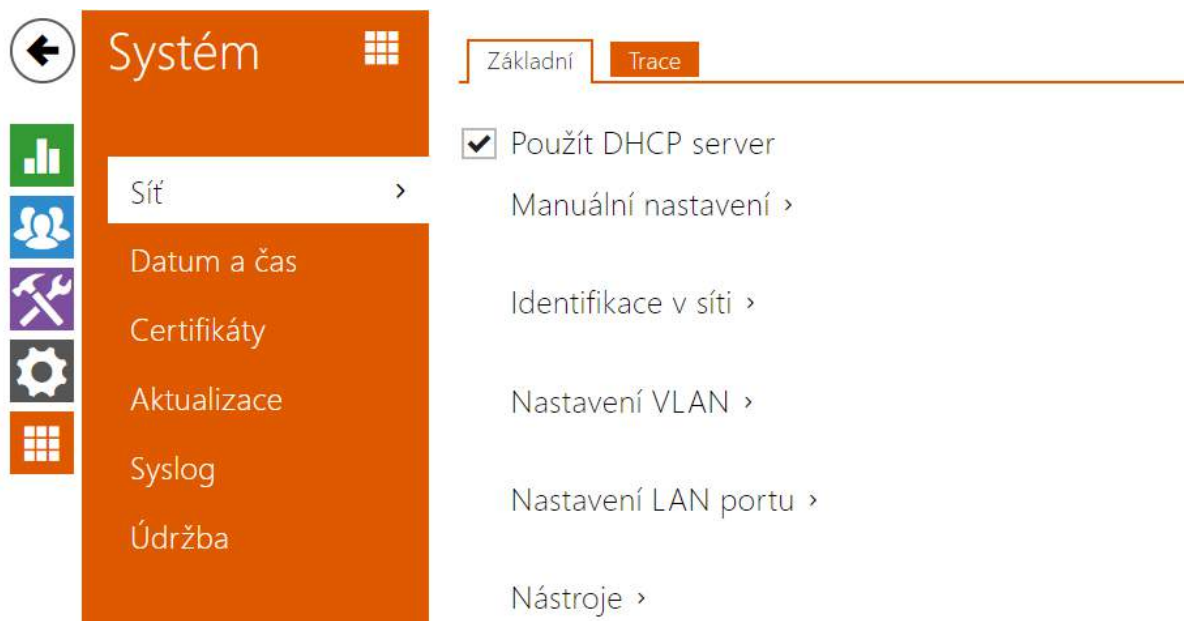 Systém
Základní
Trace
Použít DHCP server
Síť
Manuální nastavení
Datum a čas
Identifikace v síti
Certifikáty
Aktualizace
Nastavení VLAN
Syslog
Nastavení LAN portu
Údržba
Nástroje